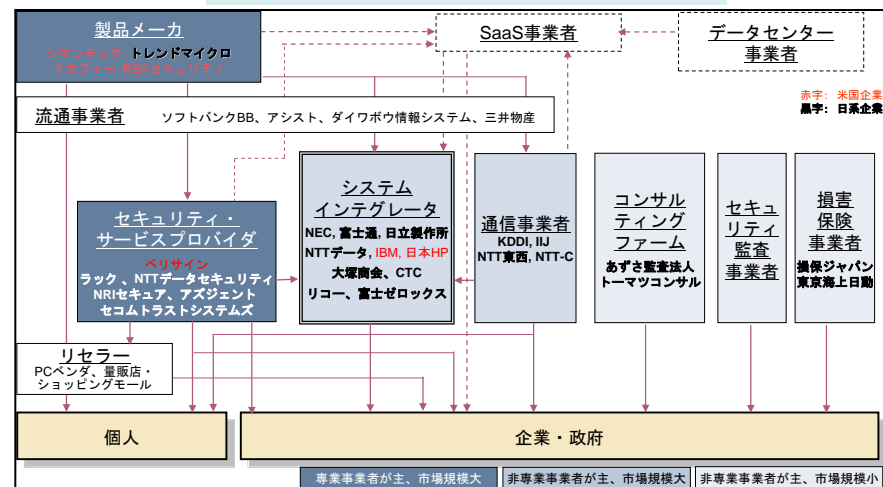 製品メーカ
シマンテック, トレンドマイクロ
マカフィー, RSAセキュリティ
SaaS事業者
データセンター
事業者
赤字: 米国企業
黒字: 日系企業
流通事業者
ソフトバンクBB、アシスト、ダイワボウ情報システム、三井物産
セキュリティ・
サービスプロバイダ
ベリサイン
ラック 、NTTデータセキュリティ
NRIセキュア、アズジェント
セコムトラストシステムズ
システム
インテグレータ
NEC, 富士通, 日立製作所
NTTデータ, IBM, 日本HP
大塚商会、CTC
リコー、富士ゼロックス
通信事業者
KDDI, IIJ
NTT東西, NTT-C
コンサル
ティング
ファーム
あずさ監査法人
トーマツコンサル
セキュ
リティ
監査
事業者
損害
保険
事業者
損保ジャパン
東京海上日動
リセラー
PCベンダ、量販店・
ショッピングモール
個人
企業・政府
専業事業者が主、市場規模大
非専業事業者が主、市場規模大
非専業事業者が主、市場規模小